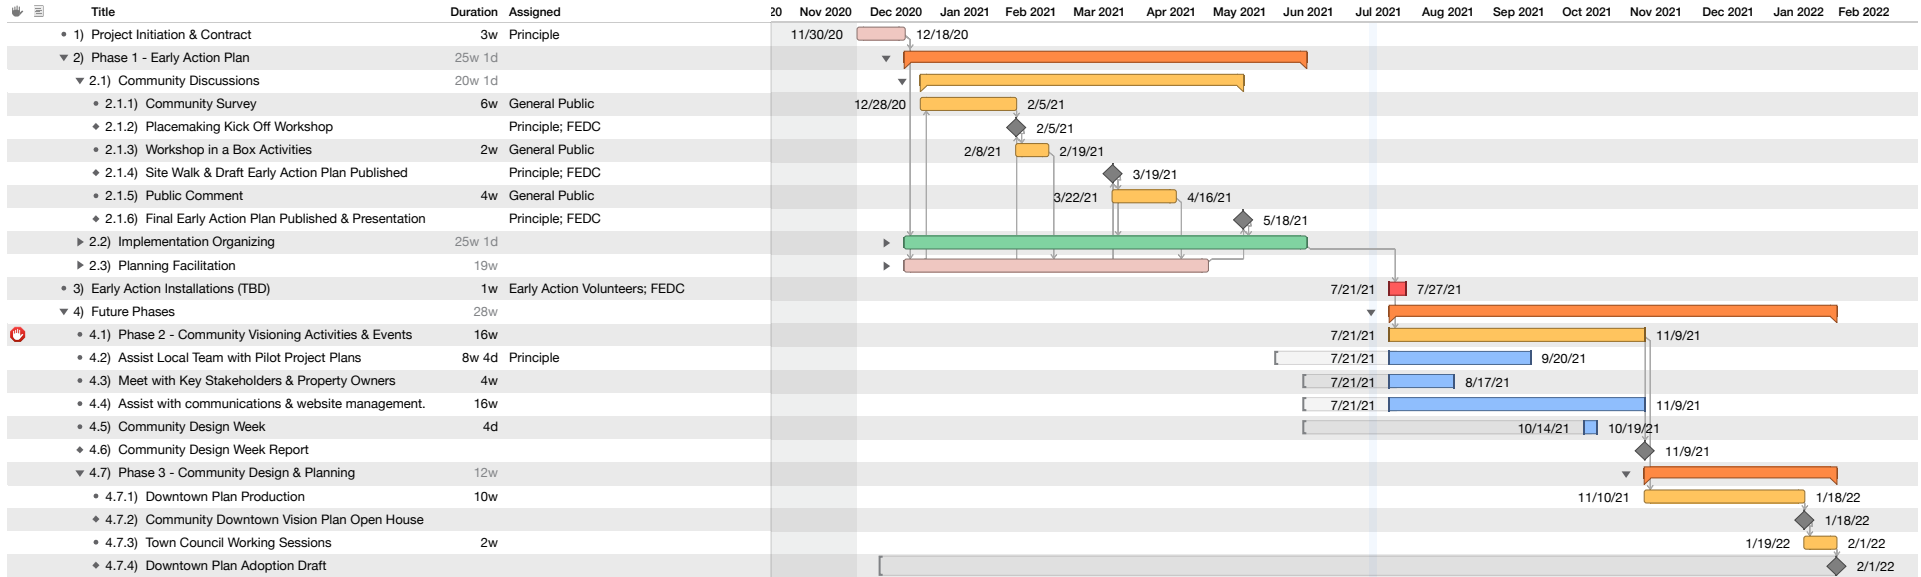 Title Duration Assigned 20 Nov 2020 Dec 2020 Jan 2021 Feb 2021 Mar 2021 Apr 2021 May 2021 Jun 2021 Jul 2021 Aug 2021 Sep 2021 Oct 2021 Nov 2021 Dec 2021 Jan 2022 Feb 2022
1) Project Initiation & Contract 3w Principle 11/30/20 12/18/20
2) Phase 1 - Early Action Plan 25w 1d
2.1) Community Discussions 20w 1d
2.1.1) Community Survey 6w General Public 12/28/20 2/5/21
2.1.2) Placemaking Kick Off Workshop Principle; FEDC 2/5/21
2.1.3) Workshop in a Box Activities 2w General Public 2/8/21 2/19/21
2.1.4) Site Walk & Draft Early Action Plan Published Principle; FEDC 3/19/21
2.1.5) Public Comment 4w General Public 3/22/21 4/16/21
2.1.6) Final Early Action Plan Published & Presentation Principle; FEDC 5/18/21
2.2) Implementation Organizing 25w 1d
2.3) Planning Facilitation 19w
3) Early Action Installations (TBD) 1w Early Action Volunteers; FEDC 7/21/21 7/27/21
4) Future Phases 28w
4.1) Phase 2 - Community Visioning Activities & Events 16w 7/21/21 11/9/21
4.2) Assist Local Team with Pilot Project Plans 8w 4d Principle 7/21/21 9/20/21
4.3) Meet with Key Stakeholders & Property Owners 4w 7/21/21 8/17/21
4.4) Assist with communications & website management. 16w 7/21/21 11/9/21
4.5) Community Design Week 4d 10/14/21 10/19/21
4.6) Community Design Week Report 11/9/21
4.7) Phase 3 - Community Design & Planning 12w
4.7.1) Downtown Plan Production 10w 11/10/21 1/18/22
4.7.2) Community Downtown Vision Plan Open House 1/18/22
4.7.3) Town Council Working Sessions 2w 1/19/22 2/1/22
4.7.4) Downtown Plan Adoption Draft 2/1/22